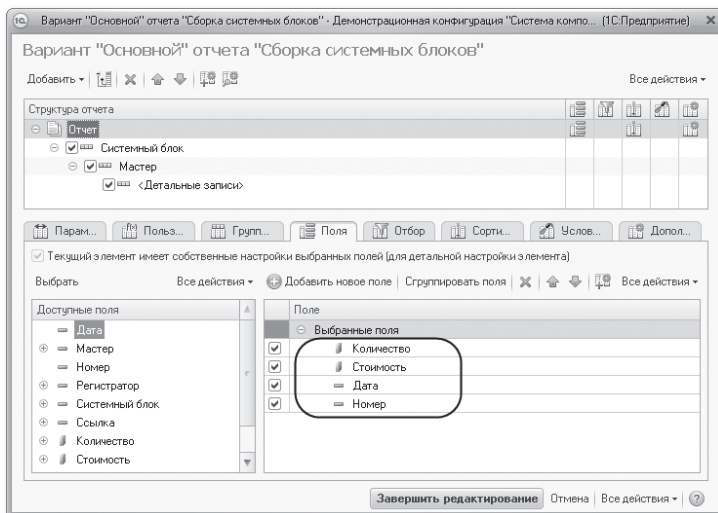 1С Вариант "Основной" отчета "Сборка системных блоков" - Демонстрационная конфигурация "Система компо... (1С:Предприятие)
Вариант "Основной" отчета "Сборка системных блоков"
Добавить Все действия
Структура отчета
Отчет
Системный блок
Мастер
<Детальные записи>
Парам... Польз... Групп... Поля Отбор Сорти... Услов... Допол...
Текущий элемент имеет собственные настройки выбранных полей (для детальной настройки элемента)
Выбрать Все действия Добавить новое поле Сгруппировать поля Все действия
Доступные поля Поле
Дата Выбранные поля
Мастер Количество
Номер Стоимость
Регистратор Дата
Системный блок Номер
Ссылка
Количество
Стоимость
Завершить редактирование Отмена Все действия ?